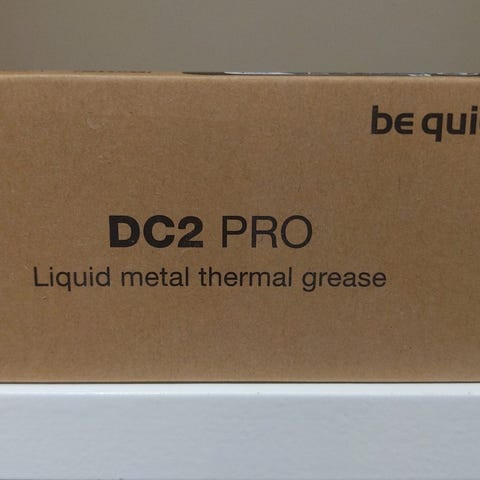 be qui
DC2 PRO
Liquid metal thermal grease